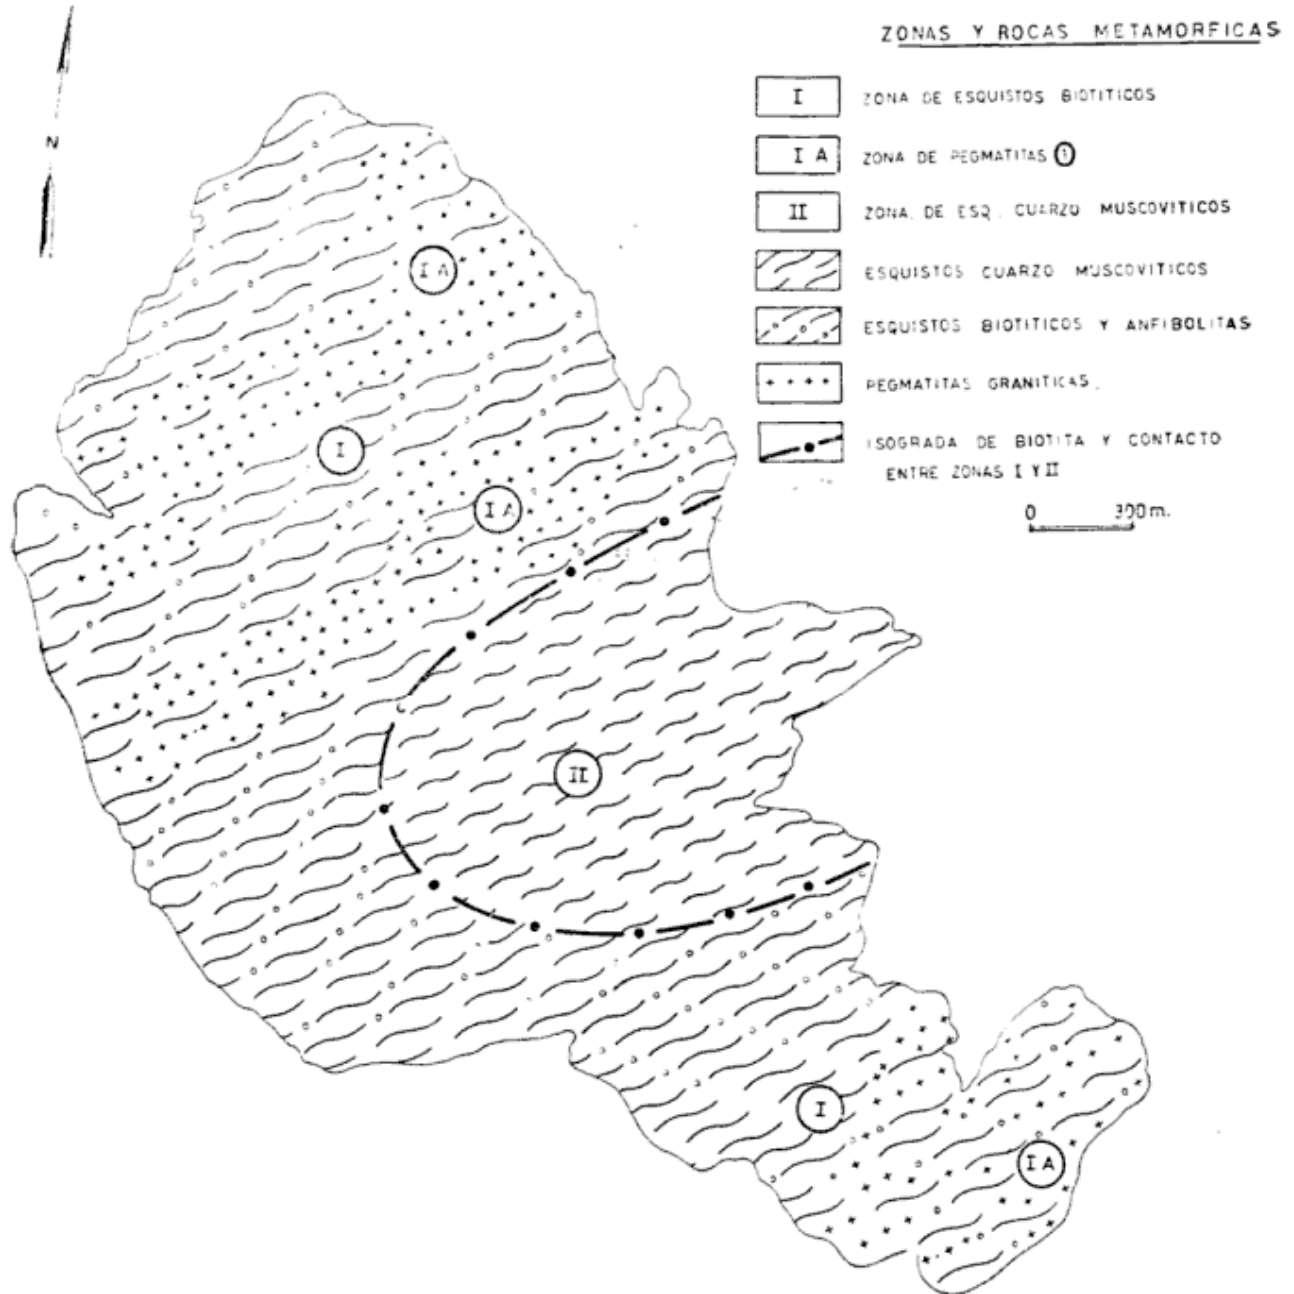 ZONAS Y ROCAS METAMORFICAS
I ZONA DE ESQUISTOS BIOTITICOS
I A ZONA DE PEGMATITAS 1
II ZONA. DE ESQ. CUARZO MUSCOVITICOS
ESQUISTOS CUARZO MUSCOVITICOS
ESQUISTOS BIOTITICOS Y ANFIBOLITAS
PEGMATITAS GRANITICAS.
ISOGRADA DE BIOTITA Y CONTACTO
ENTRE ZONAS I Y II
0 300m.
N
I A
I
I A
II
I
I A